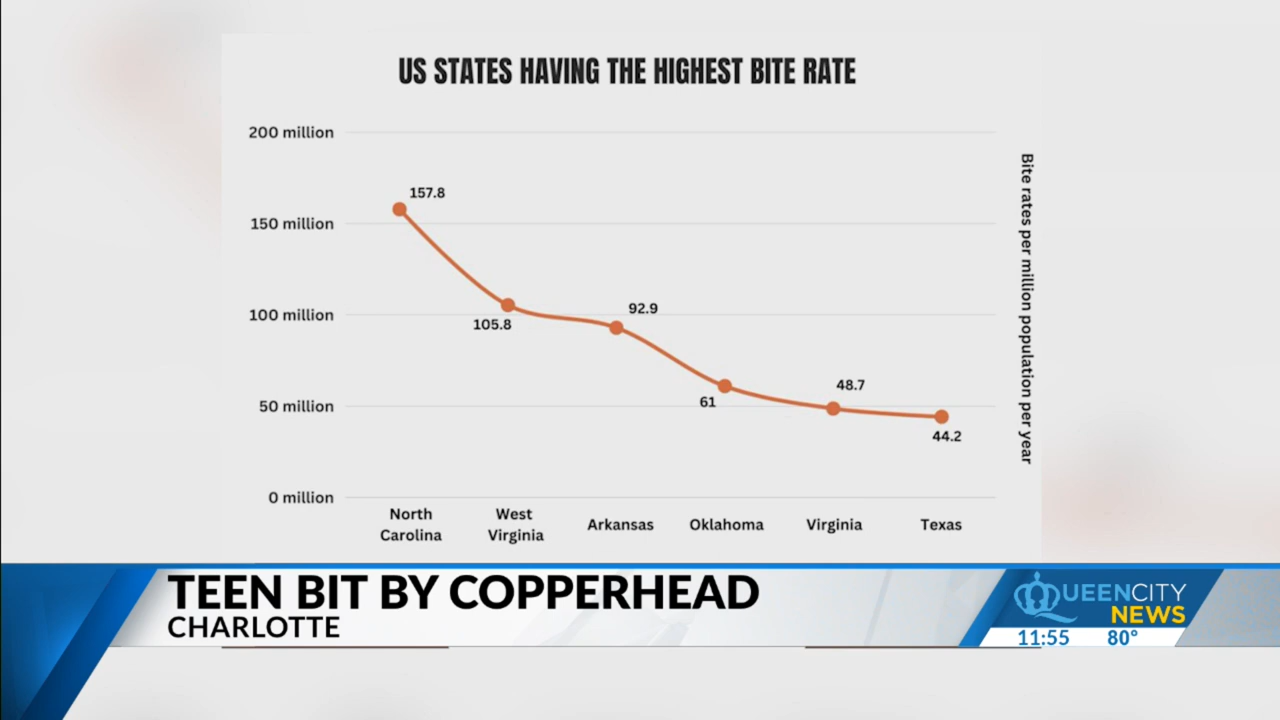 US STATES HAVING THE HIGHEST BITE RATE
200 million
150 million
100 million
50 million
0 million
157.8
105.8
92.9
61
48.7
44.2
Bite rates per million population per year
North Carolina
West Virginia
Arkansas
Oklahoma
Virginia
Texas
TEEN BIT BY COPPERHEAD
CHARLOTTE
QUEENCITY
NEWS
11:55 80°